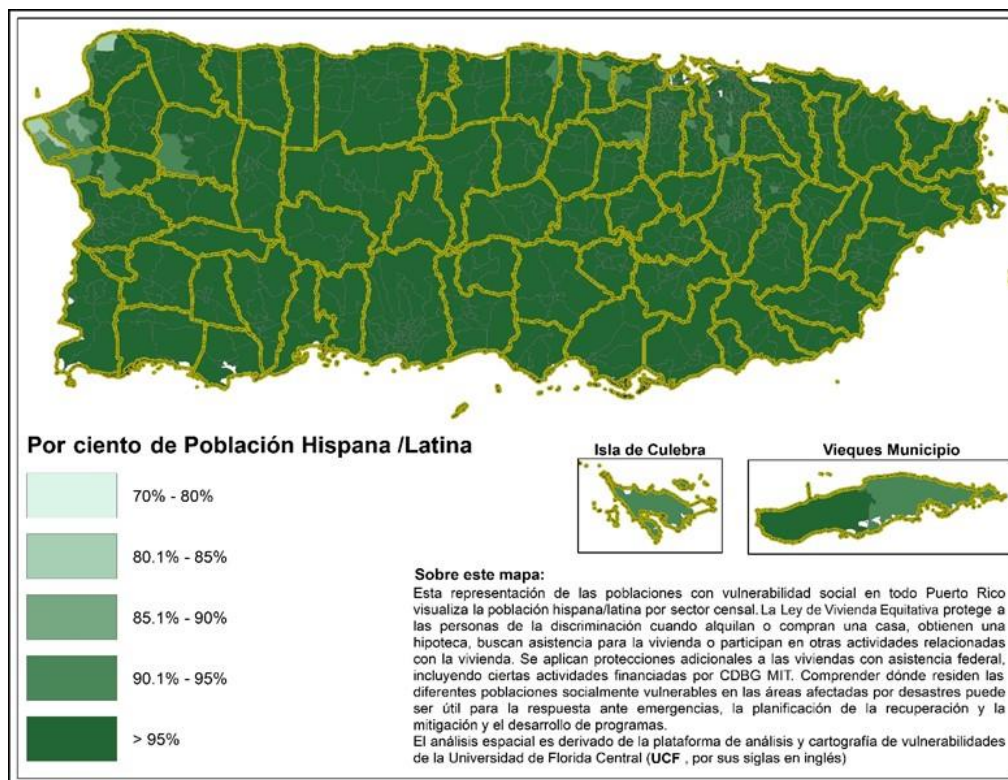 Por ciento de Población Hispana /Latina
70% - 80%
80.1% - 85%
85.1% - 90%
90.1% - 95%
> 95%
Isla de Culebra
Vieques Municipio
Sobre este mapa:
Esta representación de las poblaciones con vulnerabilidad social en todo Puerto Rico
visualiza la población hispana/latina por sector censal. La Ley de Vivienda Equitativa protege a
las personas de la discriminación cuando alquilan o compran una casa, obtienen una
hipoteca, buscan asistencia para la vivienda o participan en otras actividades relacionadas
con la vivienda. Se aplican protecciones adicionales a las viviendas con asistencia federal,
incluyendo ciertas actividades financiadas por CDBG MIT. Comprender dónde residen las
diferentes poblaciones socialmente vulnerables en las áreas afectadas por desastres puede
ser útil para la respuesta ante emergencias, la planificación de la recuperación y la
mitigación y el desarrollo de programas.
El análisis espacial es derivado de la plataforma de análisis y cartografía de vulnerabilidades
de la Universidad de Florida Central (UCF , por sus siglas en inglés)